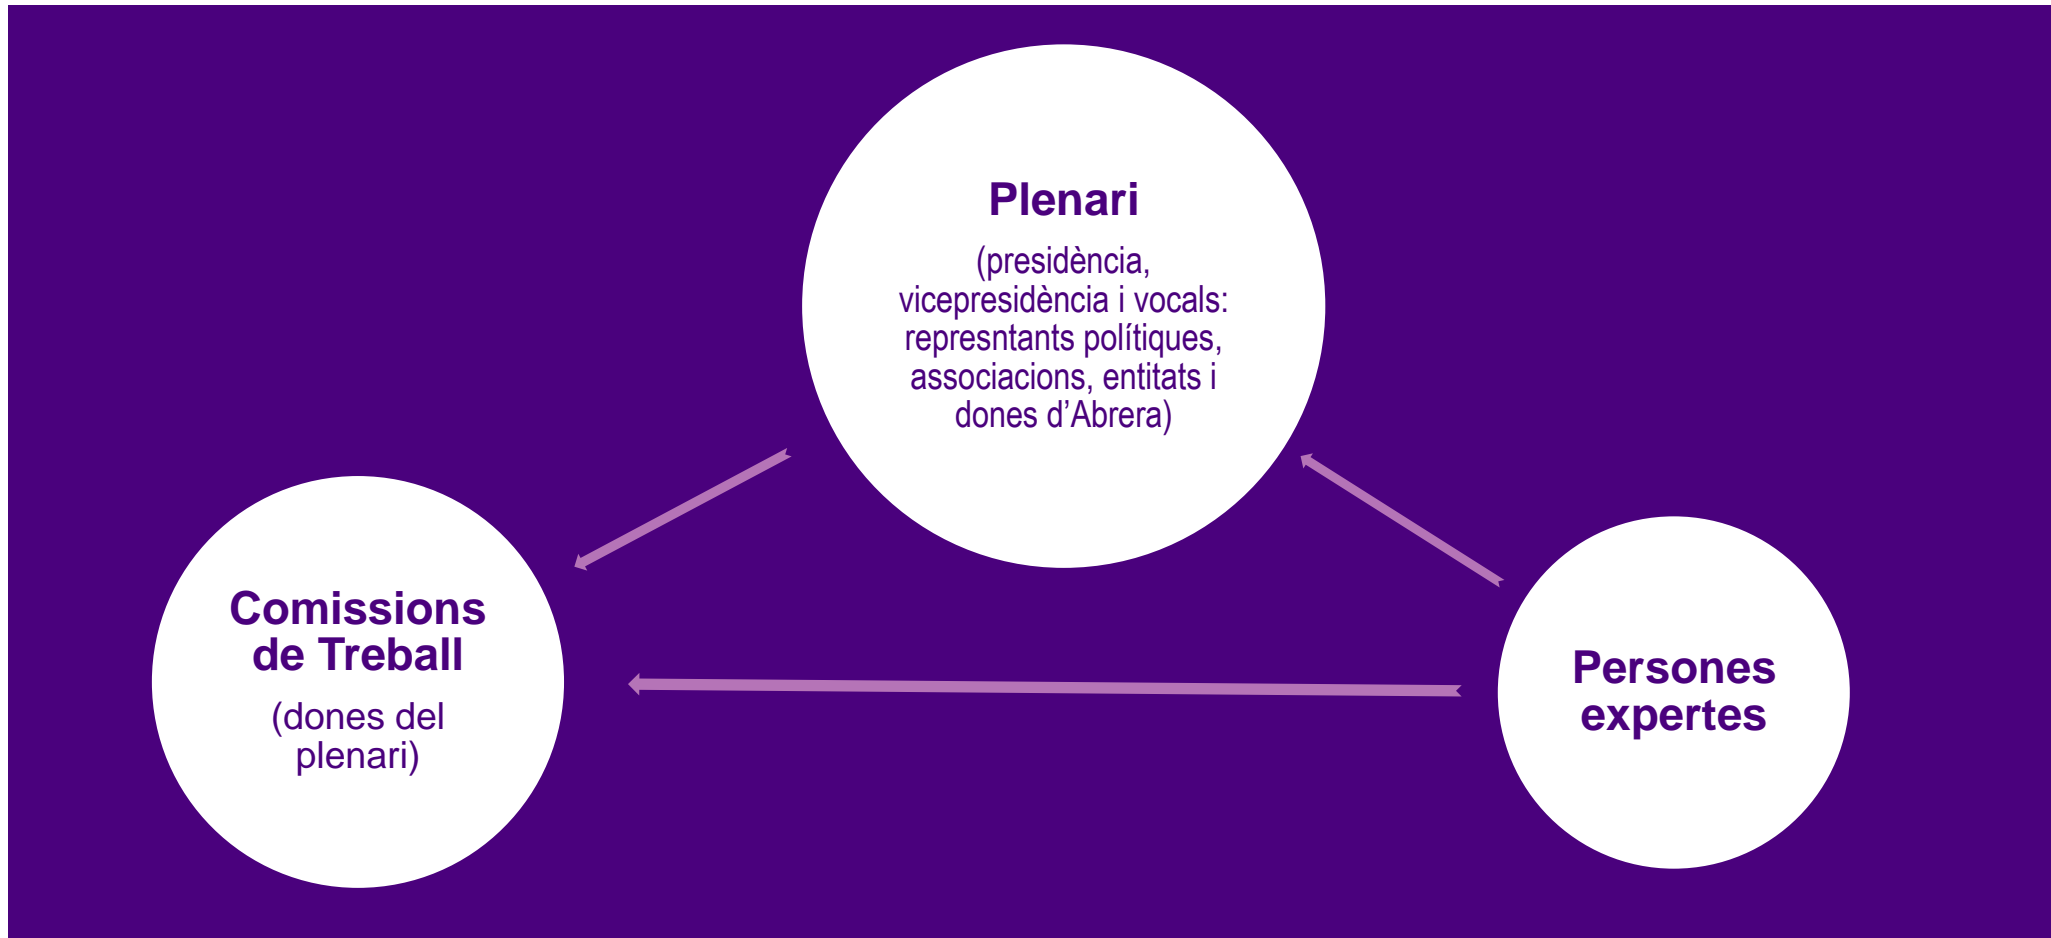 Plenari
(presidència,
vicepresidència i vocals:
represntants polítiques,
associacions, entitats i
dones d’Abrera)
Comissions
de Treball
(dones del
plenari)
Persones
expertes